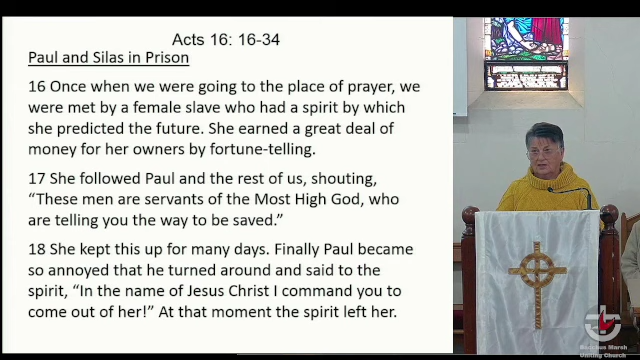 Acts 16: 16-34
Paul and Silas in Prison
16 Once when we were going to the place of prayer, we
were met by a female slave who had a spirit by which
she predicted the future. She earned a great deal of
money for her owners by fortune-telling.
17 She followed Paul and the rest of us, shouting,
“These men are servants of the Most High God, who
are telling you the way to be saved.”
18 She kept this up for many days. Finally Paul became
so annoyed that he turned around and said to the
spirit, “In the name of Jesus Christ I command you to
come out of her!” At that moment the spirit left her.
Bacchus Marsh
Uniting Church